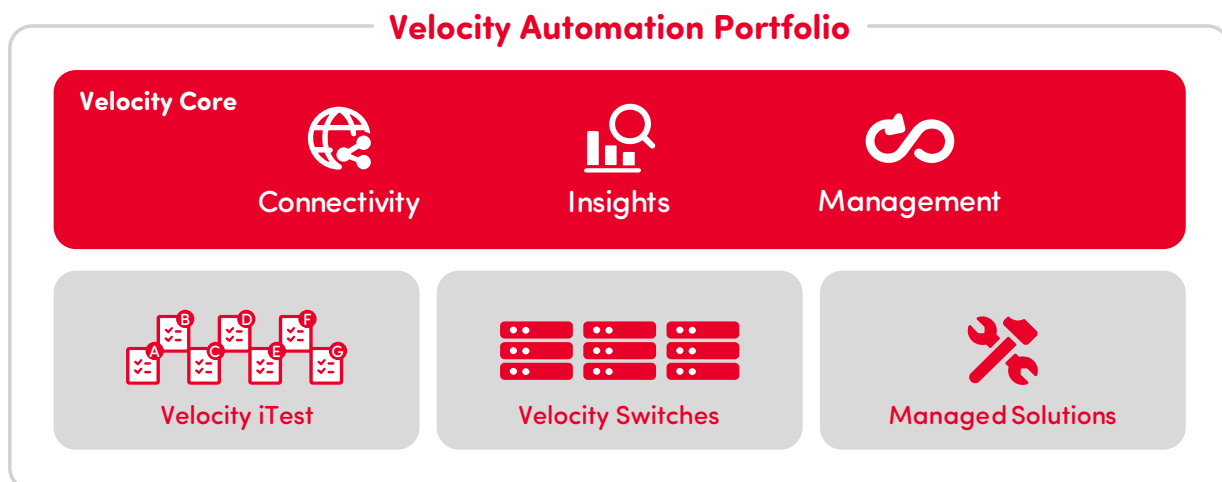 Velocity Automation Portfolio
Velocity Core
Connectivity
Insights
Management
A B C D E F G
Velocity iTest
Velocity Switches
Managed Solutions